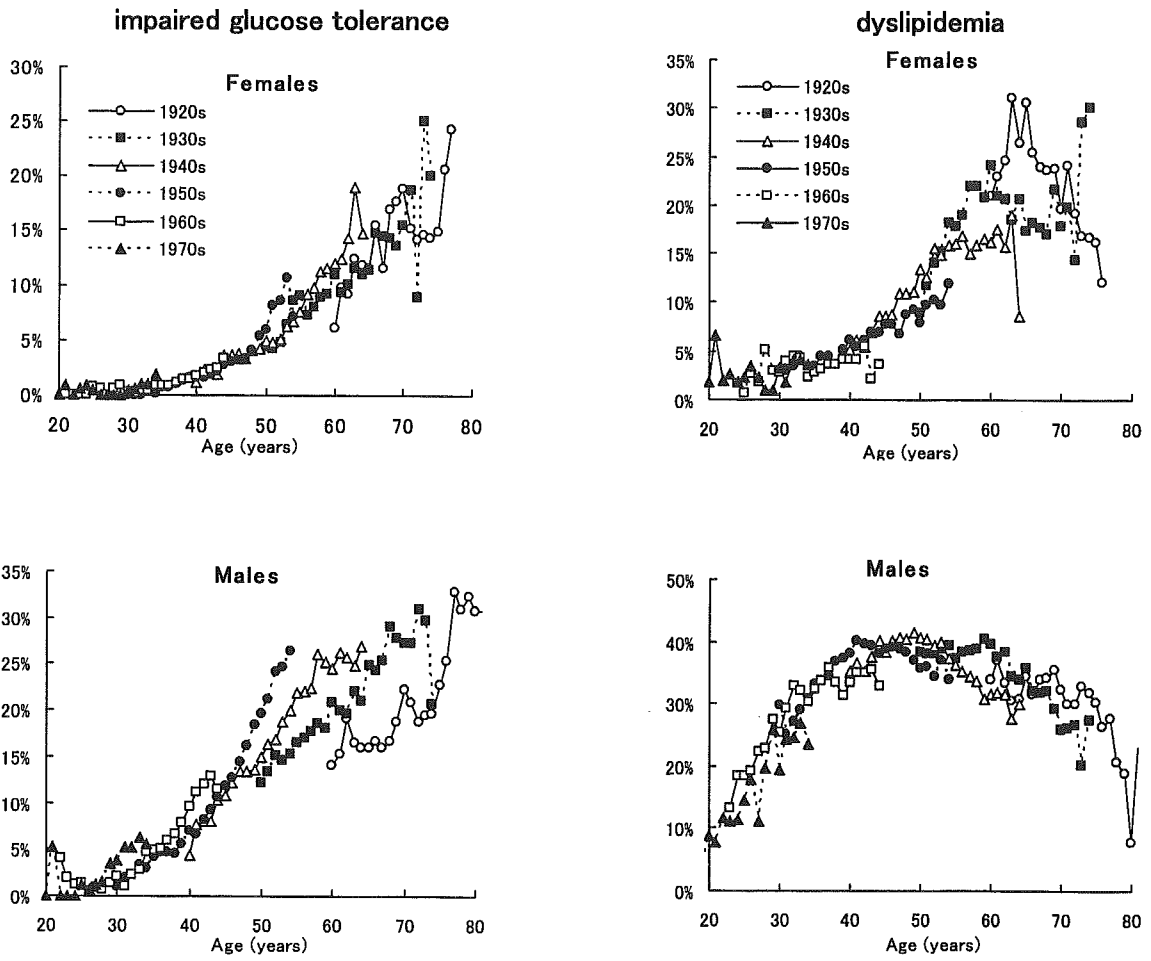 impaired glucose tolerance
Females
30%
25%
20%
15%
10%
5%
0%
1920s
1930s
1940s
1950s
1960s
1970s
20 30 40 50 60 70 80
Age (years)
dyslipidemia
Females
35%
30%
25%
20%
15%
10%
5%
0%
1920s
1930s
1940s
1950s
1960s
1970s
20 30 40 50 60 70 80
Age (years)
Males
35%
30%
25%
20%
15%
10%
5%
0%
20 30 40 50 60 70 80
Age (years)
Males
50%
40%
30%
20%
10%
0%
20 30 40 50 60 70 80
Age (years)